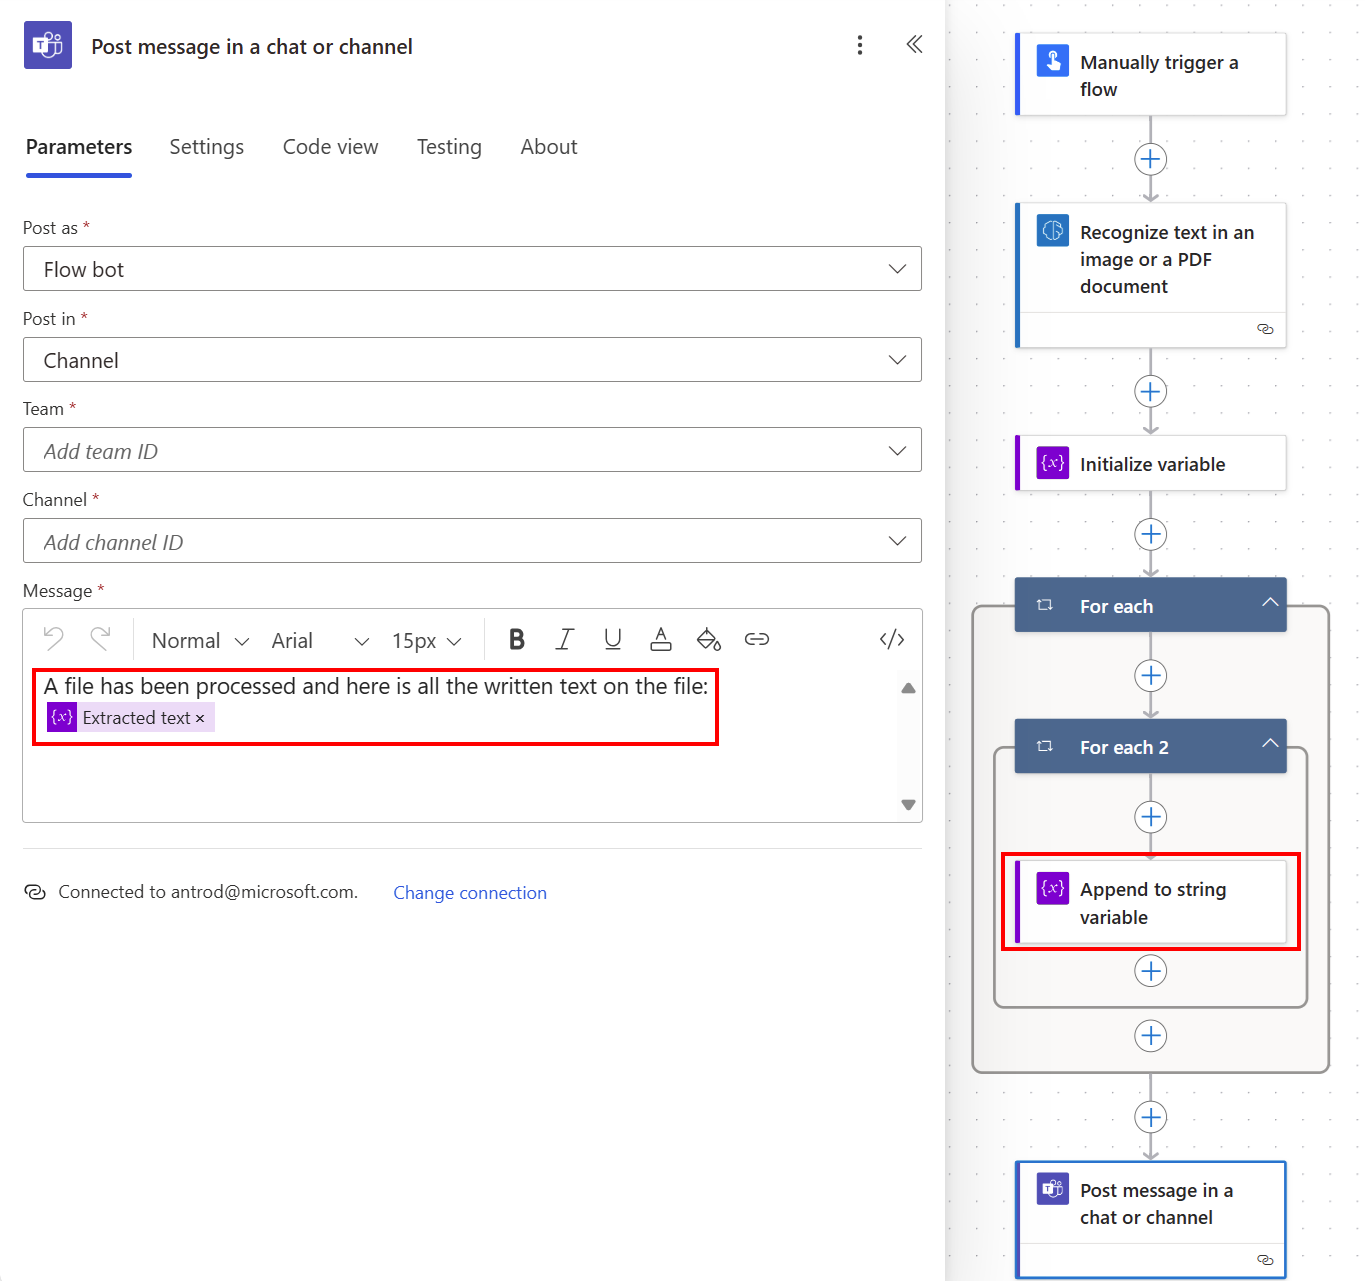 Post message in a chat or channel
Parameters
Settings
Code view
Testing
About
Post as *
Flow bot
Post in *
Channel
Team *
Add team ID
Channel *
Add channel ID
Message *
Normal
Arial
15px
B
I
U
A
</>
A file has been processed and here is all the written text on the file:
{x} Extracted text ×
Connected to antrod@microsoft.com.
Change connection
Manually trigger a
flow
Recognize text in an
image or a PDF
document
{x} Initialize variable
For each
For each 2
{x} Append to string
variable
Post message in a
chat or channel